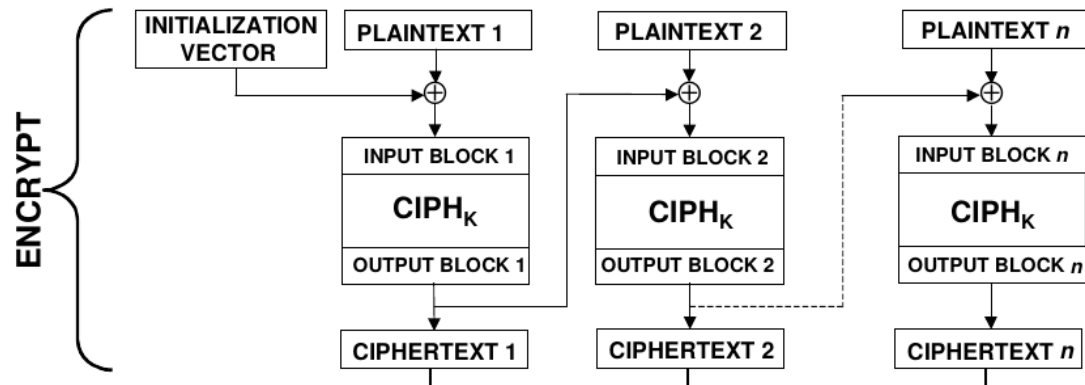 ENCRYPT
INITIALIZATION
VECTOR
PLAINTEXT 1
PLAINTEXT 2
PLAINTEXT n
INPUT BLOCK 1
INPUT BLOCK 2
INPUT BLOCK n
CIPHK
CIPHK
CIPHK
OUTPUT BLOCK 1
OUTPUT BLOCK 2
OUTPUT BLOCK n
CIPHERTEXT 1
CIPHERTEXT 2
CIPHERTEXT n